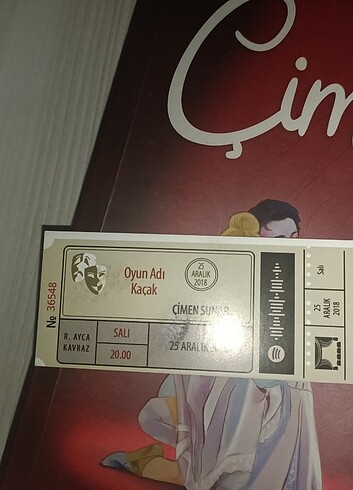 Çim
Nº 36548
Oyun Adı
Kaçak
25
ARALIK
2018
ÇİMEN SUNAR
R. AYCA
KAVRAZ
SALI
20.00
25 ARALIK
Salı
25
ARALIK
2018